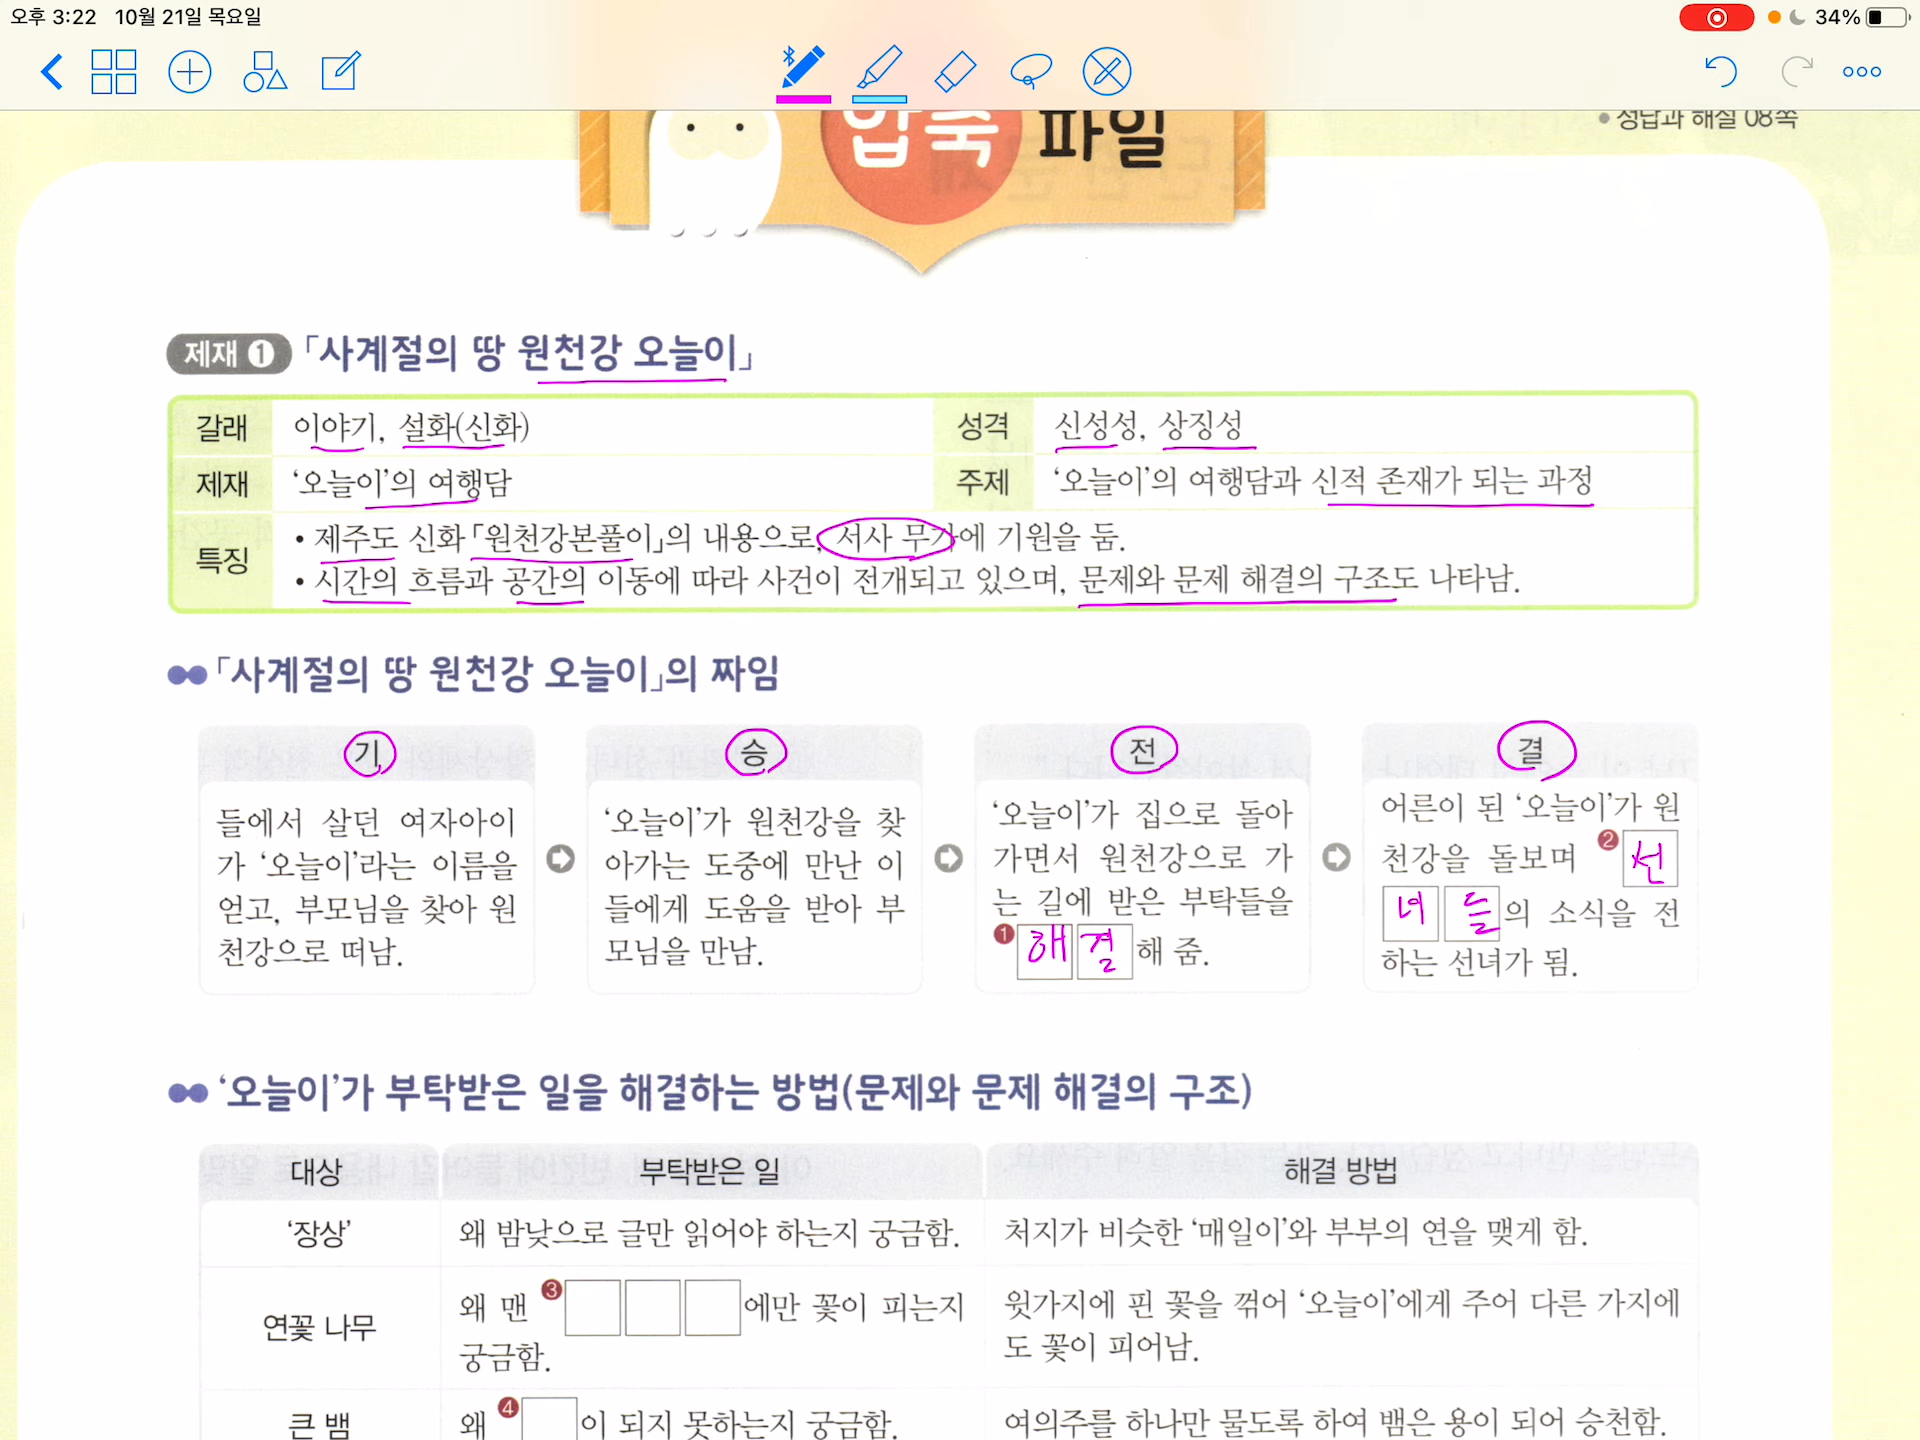 오후 3:22 10월 21일 목요일 34%
압축 파일
정답과 해설 08쪽
제재 1 「사계절의 땅 원천강 오늘이」
갈래 이야기, 설화(신화) 성격 신성성, 상징성
제재 ‘오늘이’의 여행담 주제 ‘오늘이’의 여행담과 신적 존재가 되는 과정
특징
• 제주도 신화 「원천강본풀이」의 내용으로, 서사 무가에 기원을 둠.
• 시간의 흐름과 공간의 이동에 따라 사건이 전개되고 있으며, 문제와 문제 해결의 구조도 나타남.
「사계절의 땅 원천강 오늘이」의 짜임
기
들에서 살던 여자아이
가 ‘오늘이’라는 이름을
얻고, 부모님을 찾아 원
천강으로 떠남.
승
‘오늘이’가 원천강을 찾
아가는 도중에 만난 이
들에게 도움을 받아 부
모님을 만남.
전
‘오늘이’가 집으로 돌아
가면서 원천강으로 가
는 길에 받은 부탁들을
1 해결해 줌.
결
어른이 된 ‘오늘이’가 원
천강을 돌보며 2 선
녀들의 소식을 전
하는 선녀가 됨.
‘오늘이’가 부탁받은 일을 해결하는 방법(문제와 문제 해결의 구조)
대상 부탁받은 일 해결 방법
‘장상’ 왜 밤낮으로 글만 읽어야 하는지 궁금함. 처지가 비슷한 ‘매일이’와 부부의 연을 맺게 함.
연꽃 나무
왜 맨 3 에만 꽃이 피는지
궁금함.
윗가지에 핀 꽃을 꺾어 ‘오늘이’에게 주어 다른 가지에
도 꽃이 피어남.
큰 뱀 왜 4 이 되지 못하는지 궁금함. 여의주를 하나만 물도록 하여 뱀은 용이 되어 승천함.